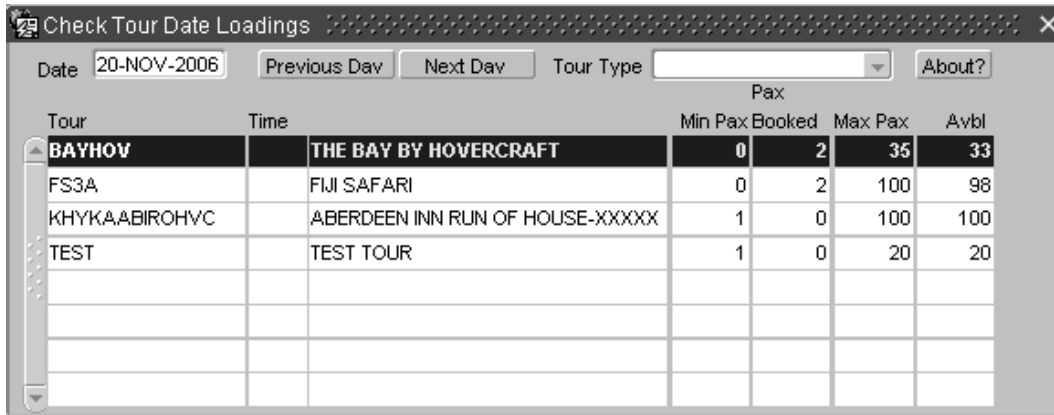 Check Tour Date Loadings
Date 20-NOV-2006 Previous Day Next Day Tour Type About?
Pax
Tour Time Min Pax Booked Max Pax Avbl
BAYHOV THE BAY BY HOVERCRAFT 0 2 35 33
FS3A FIJI SAFARI 0 2 100 98
KHYKAABIROHVC ABERDEEN INN RUN OF HOUSE-XXXXX 1 0 100 100
TEST TEST TOUR 1 0 20 20